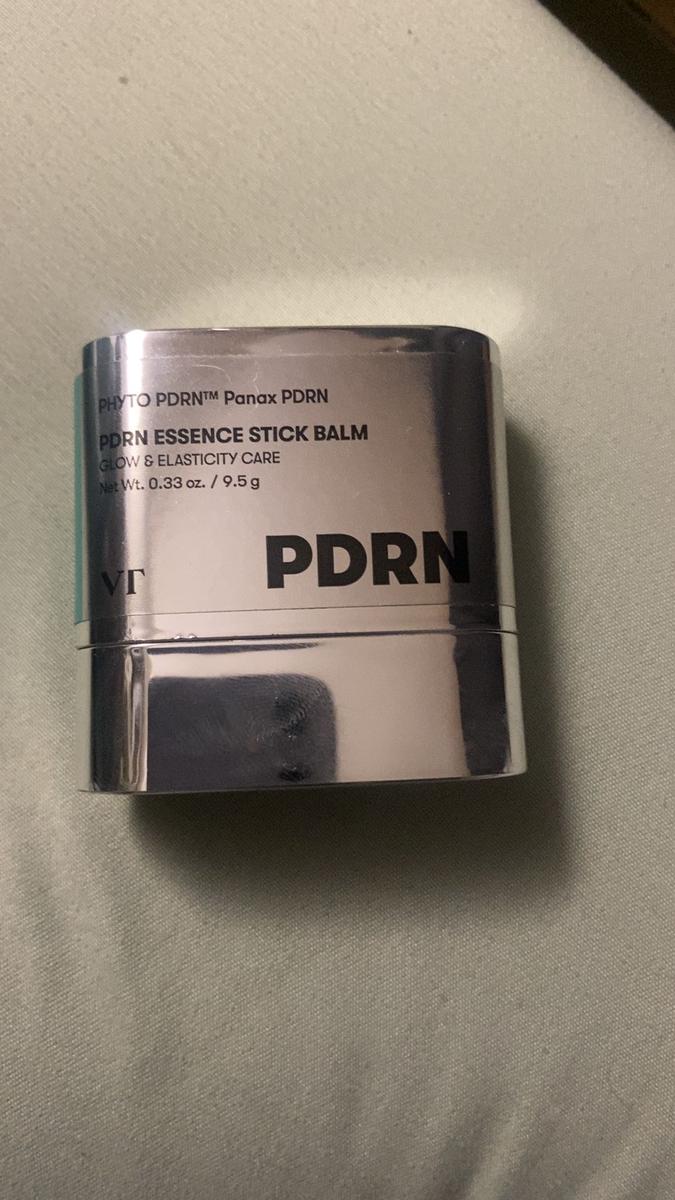 PHYTO PDRN™ Panax PDRN
PDRN ESSENCE STICK BALM
GLOW & ELASTICITY CARE
Net Wt. 0.33 oz. / 9.5 g
VT
PDRN